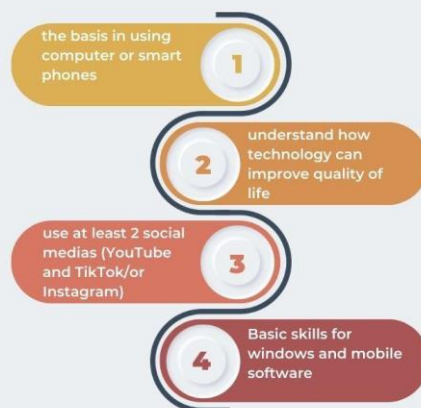 the basis in using
computer or smart
phones
1
2
understand how
technology can
improve quality of
life
use at least 2 social
medias (YouTube
and TikTok/or
Instagram)
3
4
Basic skills for
windows and mobile
software